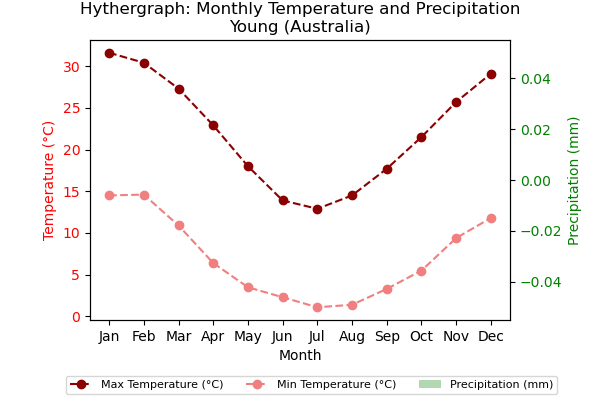 Hythergraph: Monthly Temperature and Precipitation
Young (Australia)
Temperature (°C)
30
25
20
15
10
5
0
0.04
0.02
0.00
−0.02
−0.04
Precipitation (mm)
Jan Feb Mar Apr May Jun Jul Aug Sep Oct Nov Dec
Month
Max Temperature (°C) Min Temperature (°C) Precipitation (mm)